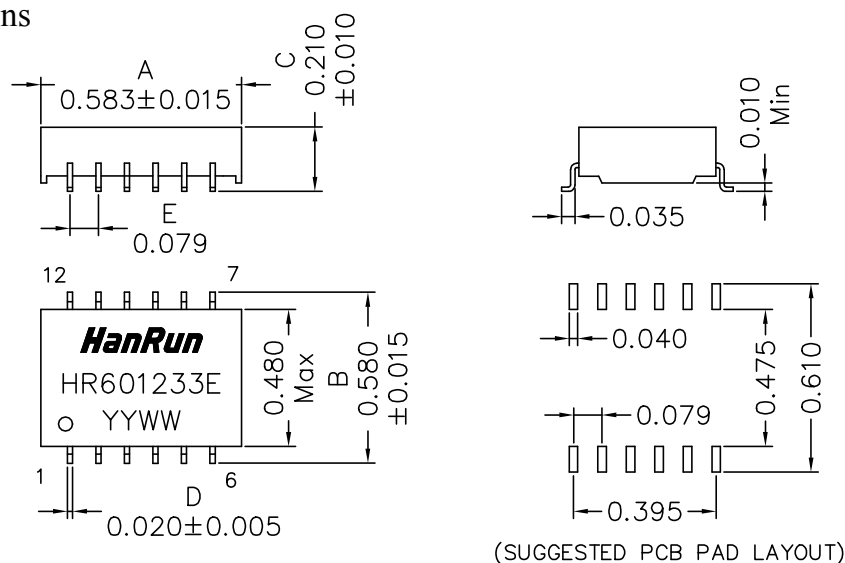 ns
A
0.583±0.015
C
0.210
±0.010
E
0.079
0.010
Min
0.035
12
7
HanRun
HR601233E
YYWW
1
6
0.480
Max
B
0.580
±0.015
D
0.020±0.005
0.040
0.079
0.475
0.610
0.395
(SUGGESTED PCB PAD LAYOUT)